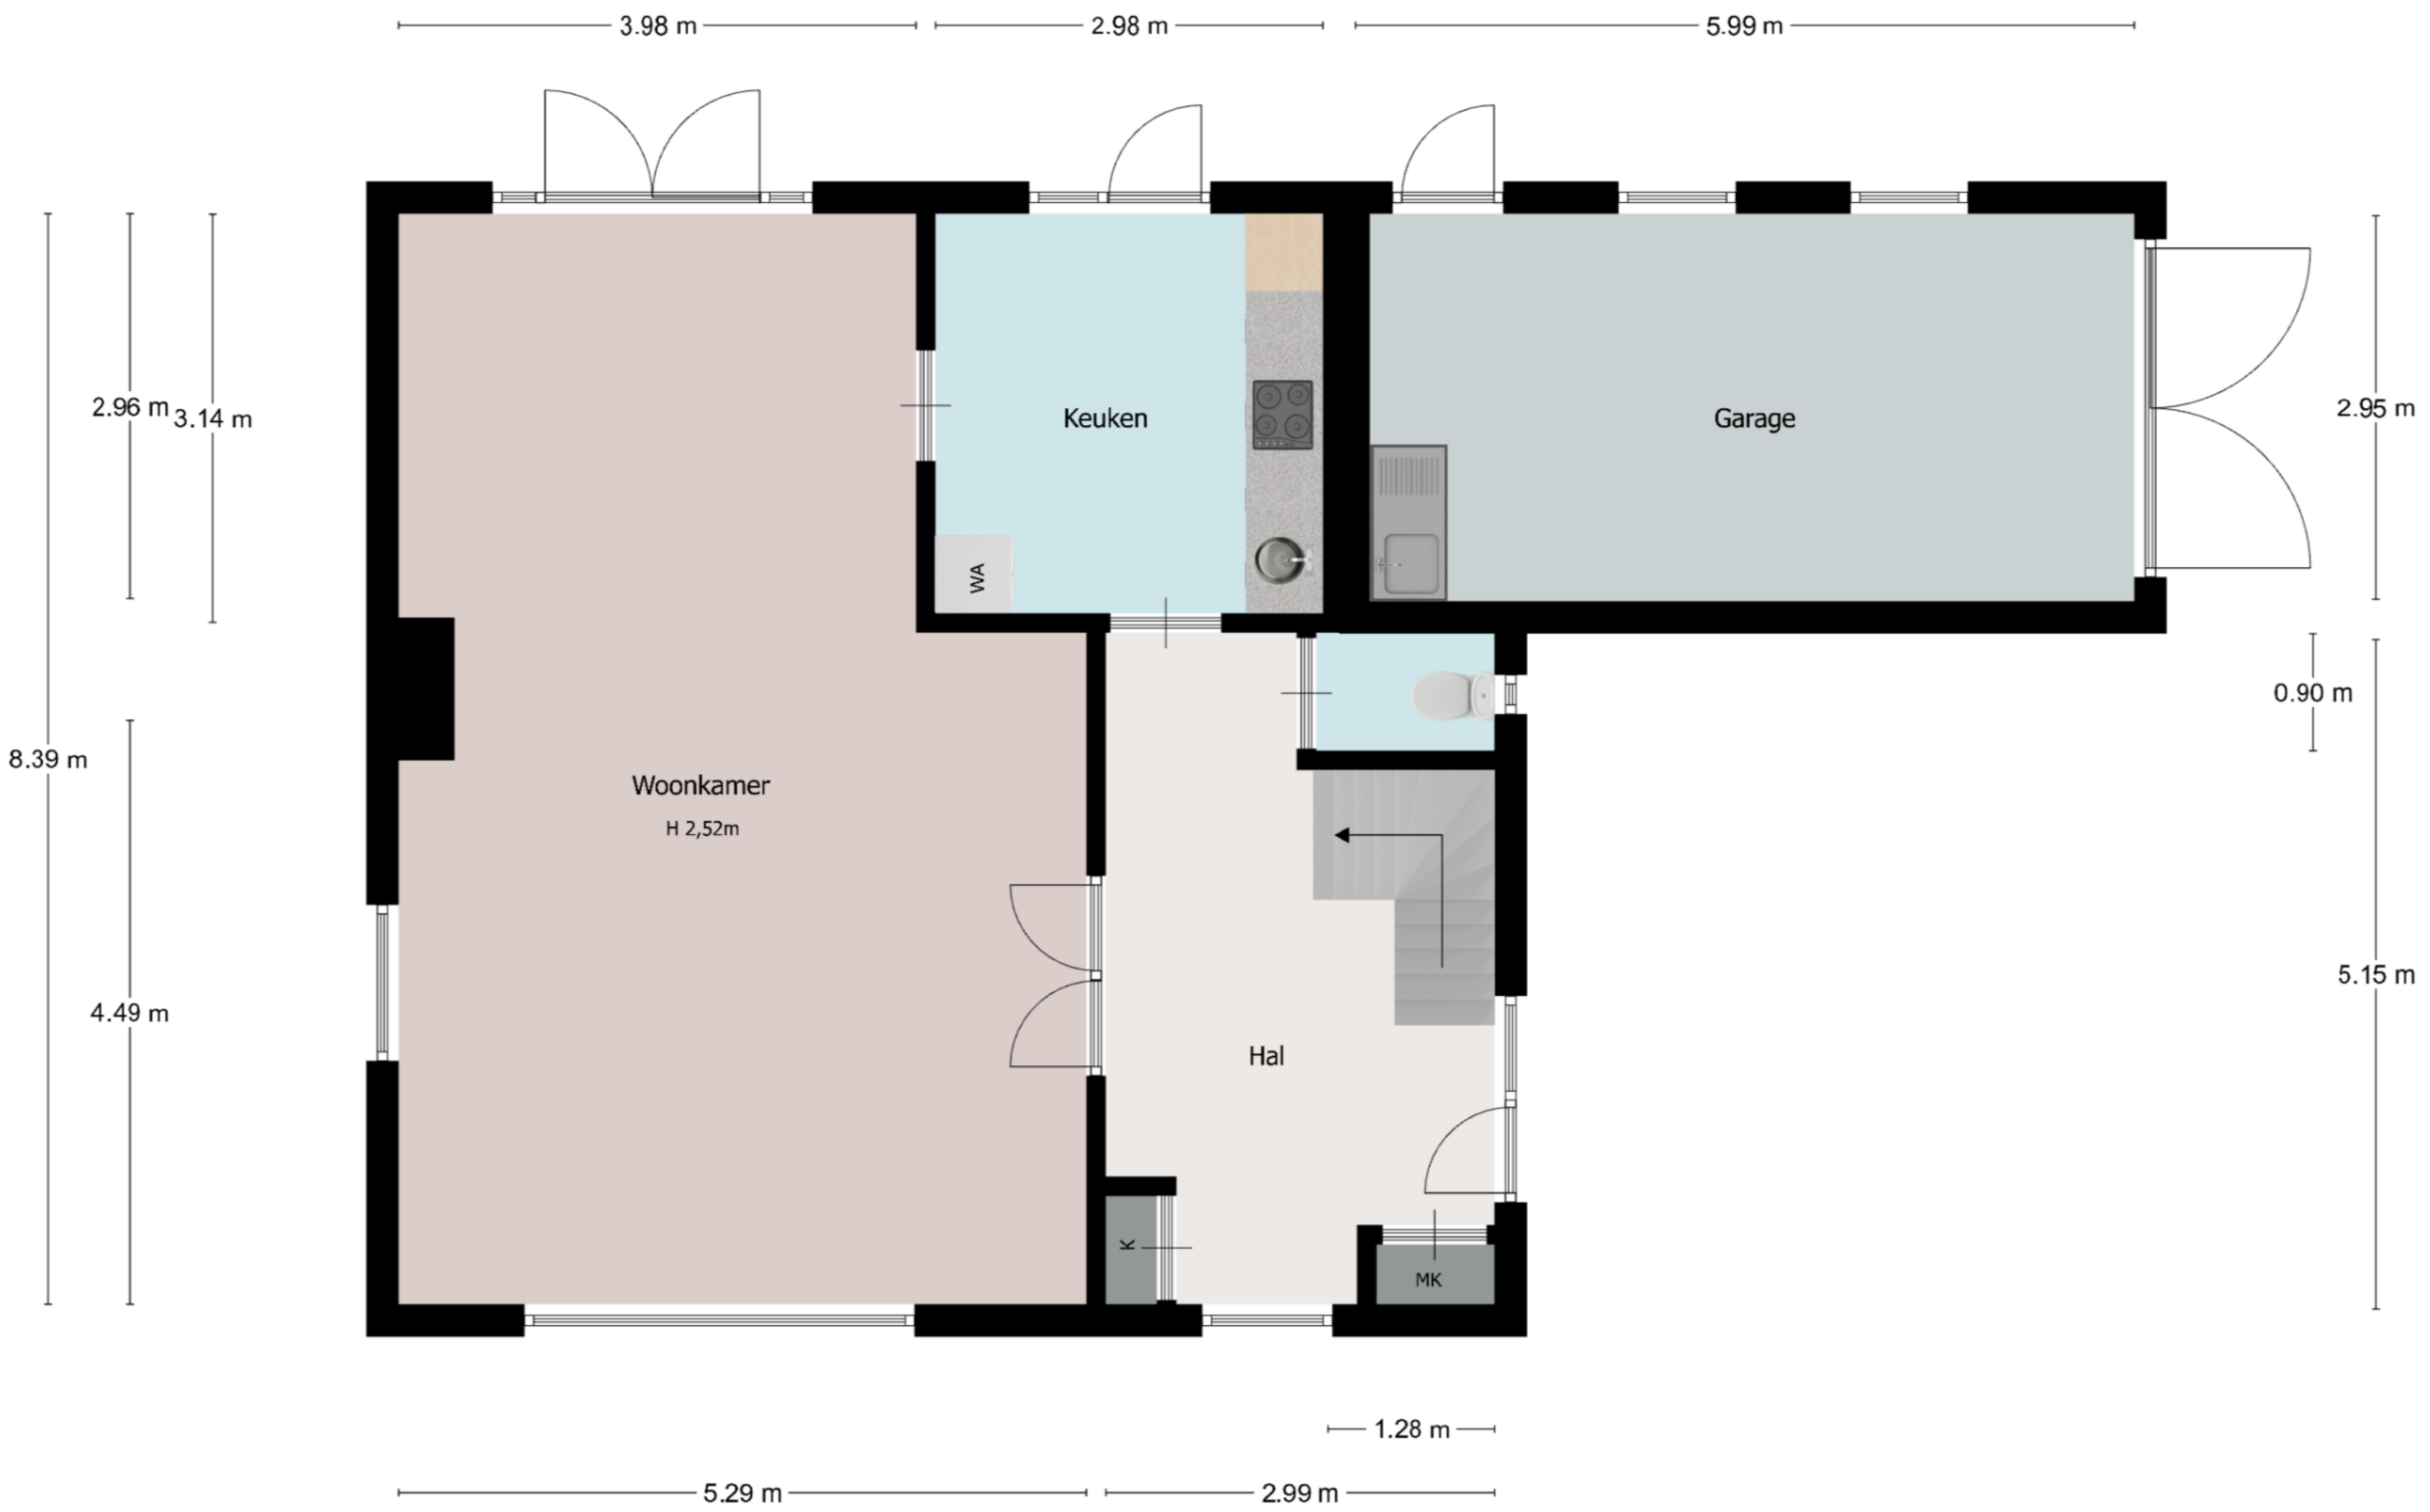 3.98 m
2.98 m
5.99 m
2.96 m
3.14 m
Keuken
Garage
2.95 m
WA
0.90 m
8.39 m
Woonkamer
H 2,52m
4.49 m
5.15 m
Hal
K
MK
1.28 m
5.29 m
2.99 m